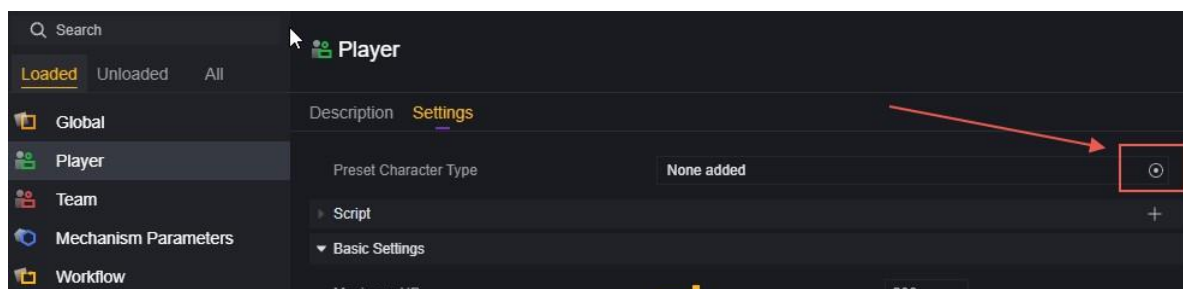 Search
Loaded Unloaded All
Global
Player
Team
Mechanism Parameters
Workflow
Player
Description Settings
Preset Character Type None added
Script
Basic Settings